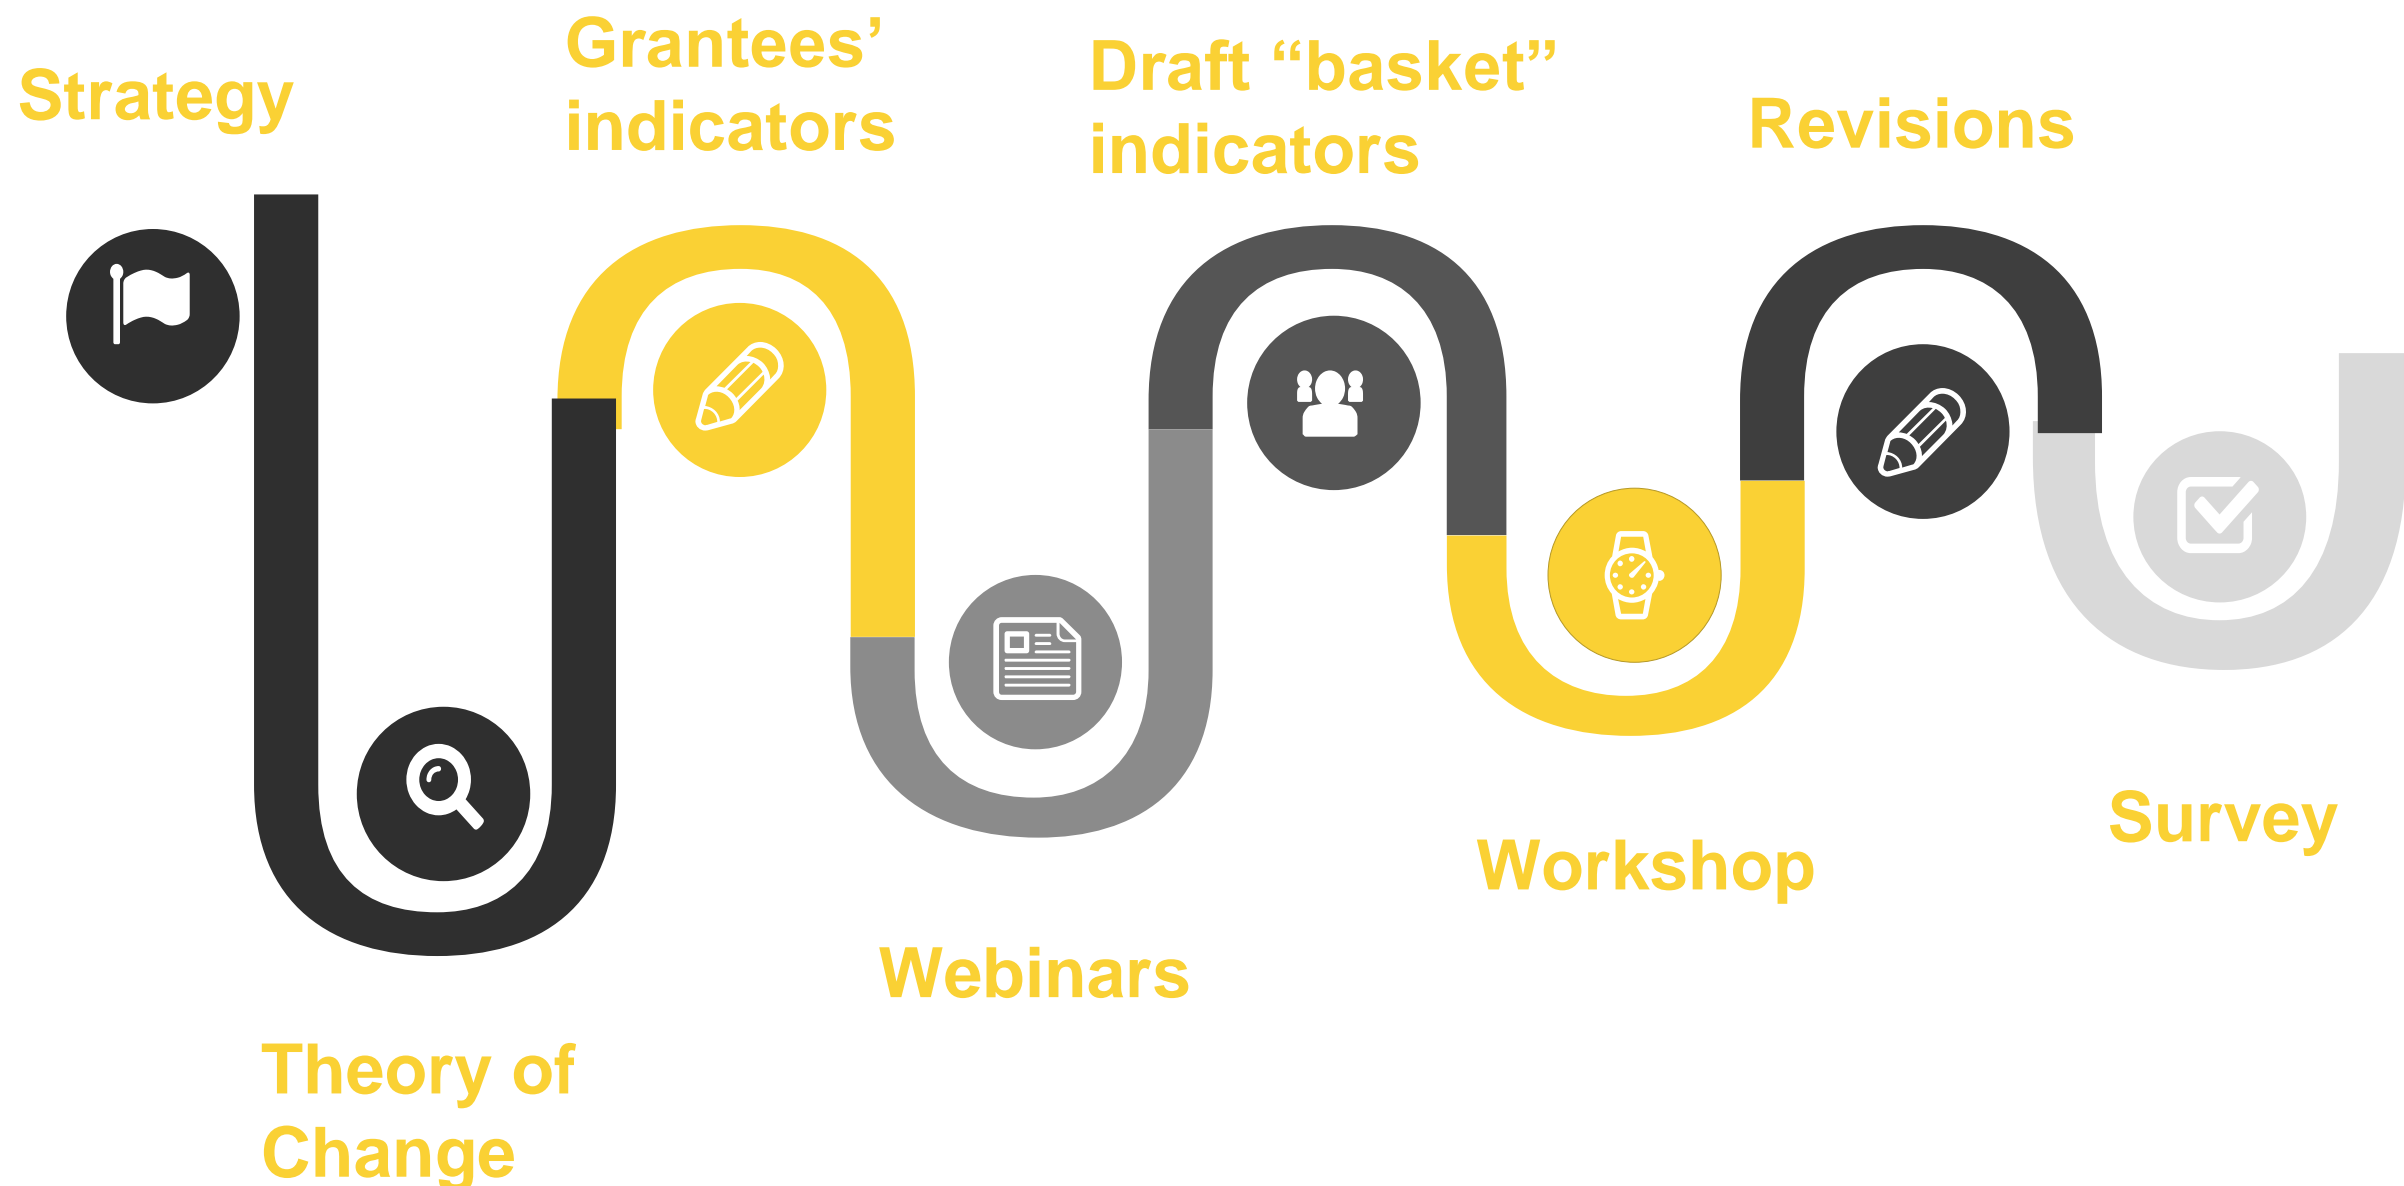 Strategy
Theory of
Change
Grantees’
indicators
Webinars
Draft “basket”
indicators
Workshop
Revisions
Survey